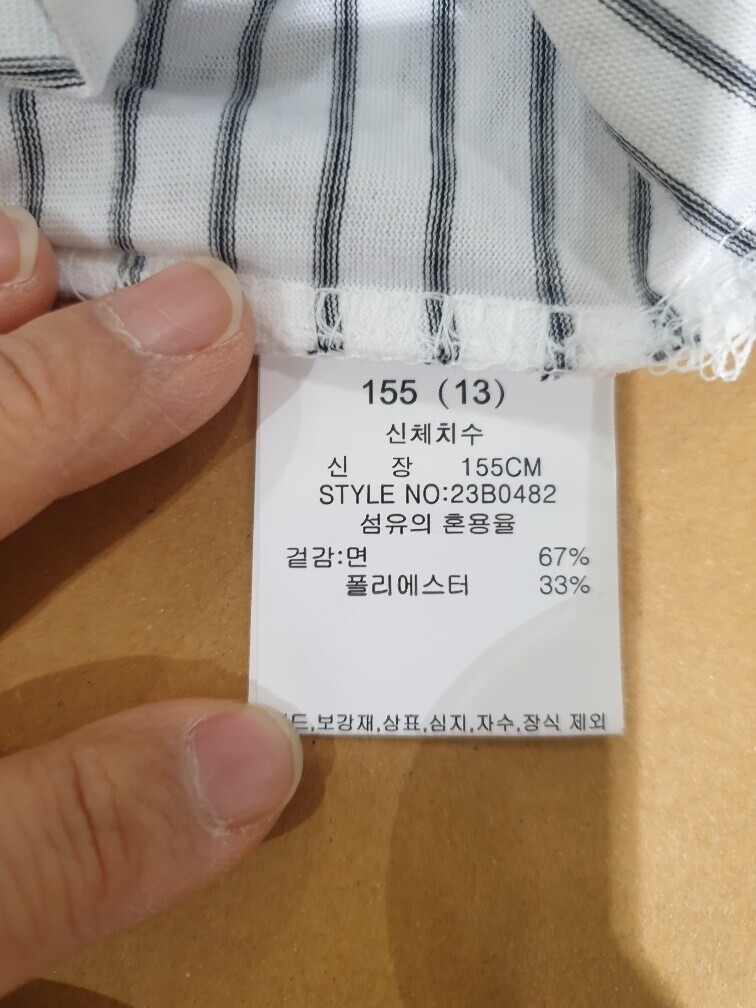 155 (13)
신체치수
신 장 155CM
STYLE NO:23B0482
섬유의 혼용율
겉감:면 67%
폴리에스터 33%
보강재,상표,심지,자수,장식 제외